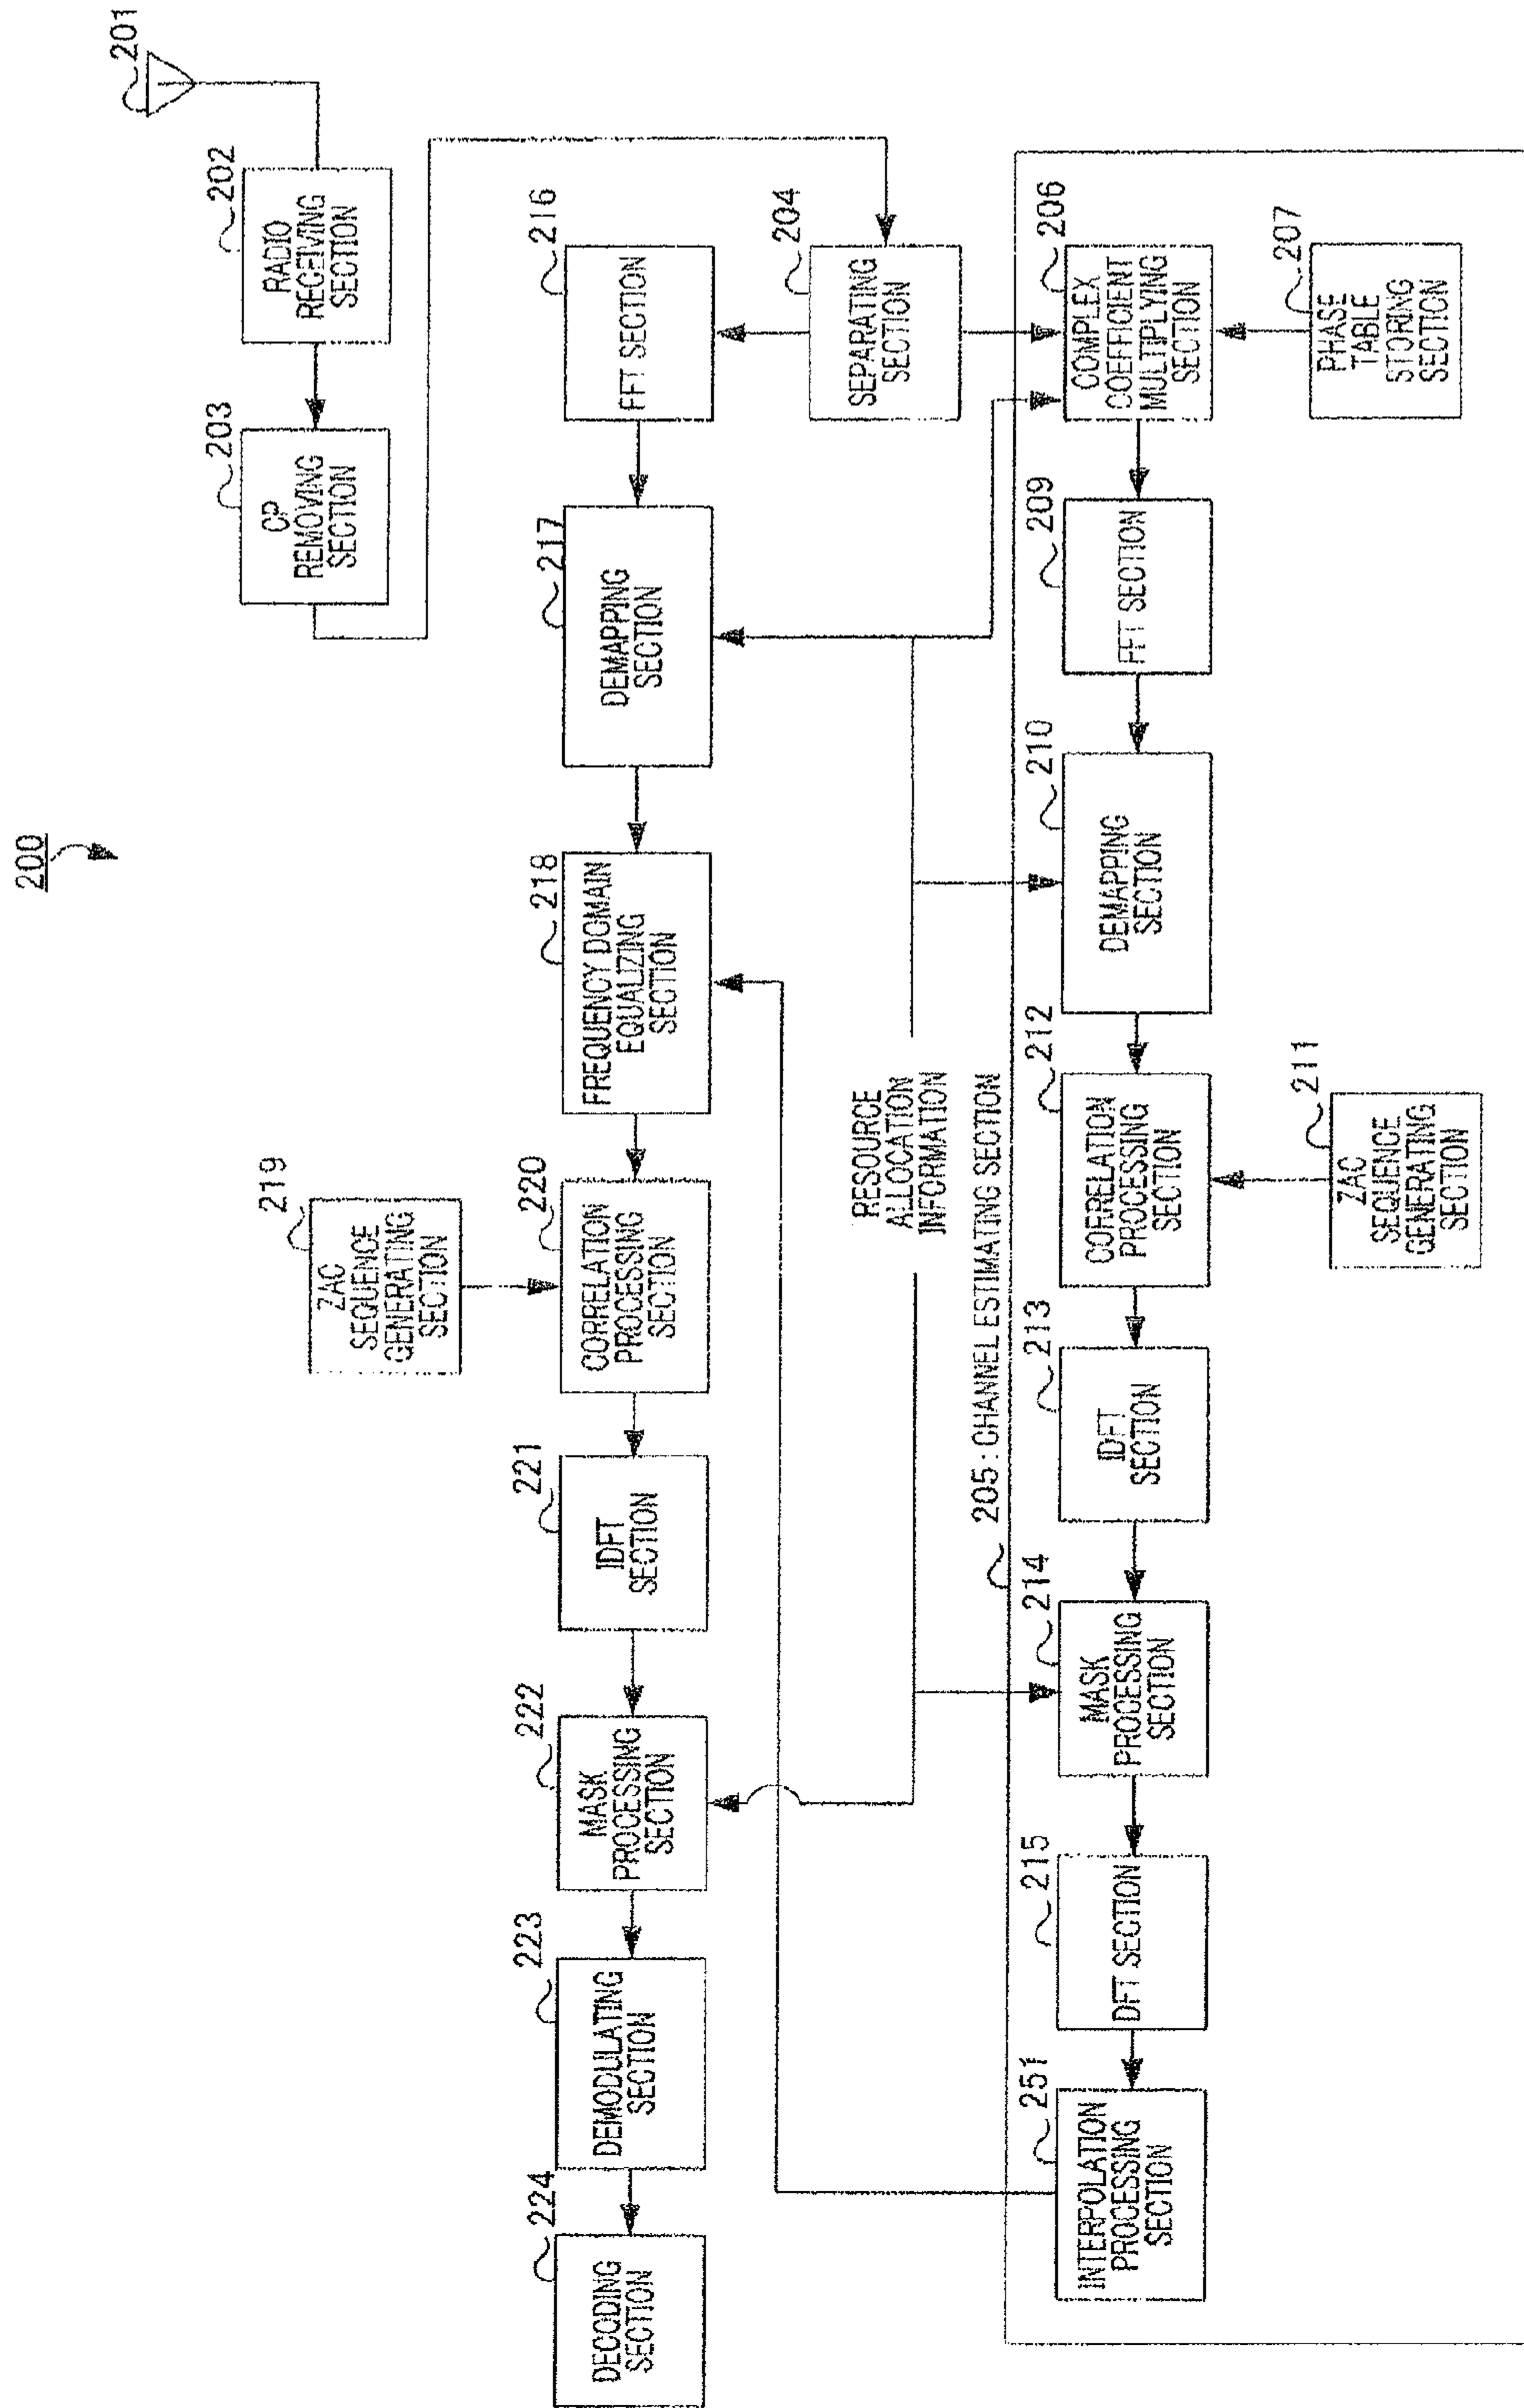 200
201
202
RADIO
RECEIVING
SECTION
203
CP
REMOVING
SECTION
216
FFT SECTION
204
SEPARATING
SECTION
217
DEMAPPING
SECTION
218
FREQUENCY DOMAIN
EQUALIZING
SECTION
219
ZAC
SEQUENCE
GENERATING
SECTION
220
CORRELATION
PROCESSING
SECTION
221
IDFT
SECTION
222
MASK
PROCESSING
SECTION
223
DEMODULATING
SECTION
224
DECODING
SECTION
RESOURCE
ALLOCATION
INFORMATION
205 : CHANNEL ESTIMATING SECTION
206
COMPLEX
COEFFICIENT
MULTIPLYING
SECTION
207
PHASE
TABLE
STORING
SECTION
209
FFT SECTION
210
DEMAPPING
SECTION
212
CORRELATION
PROCESSING
SECTION
211
ZAC
SEQUENCE
GENERATING
SECTION
213
IDFT
SECTION
214
MASK
PROCESSING
SECTION
215
DFT SECTION
251
INTERPOLATION
PROCESSING
SECTION